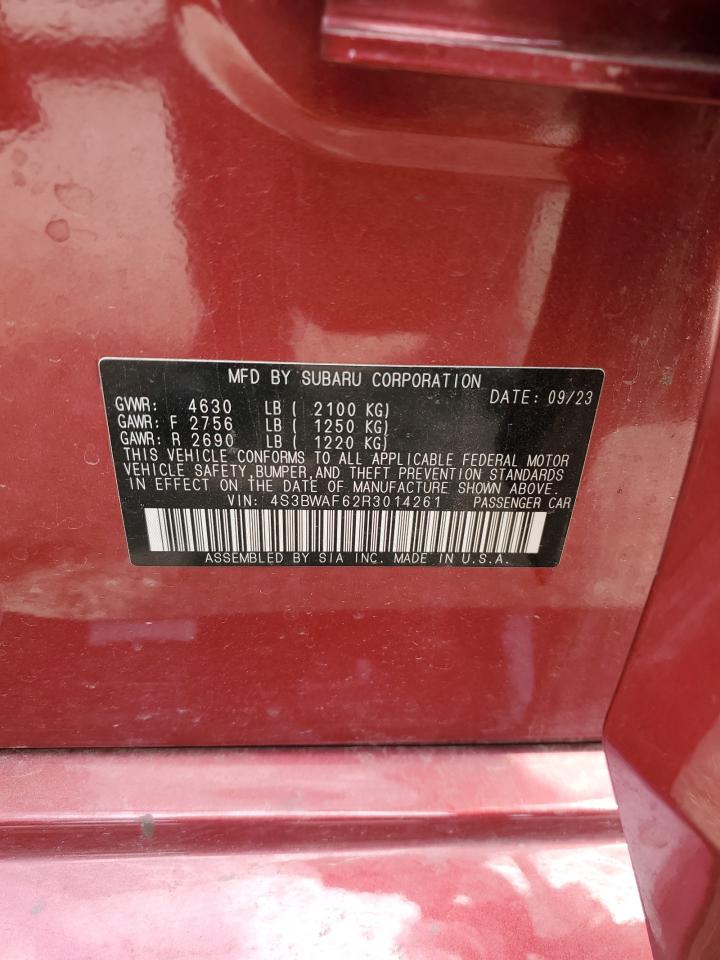 MFD BY SUBARU CORPORATION
DATE: 09/23
GVWR: 4630 LB ( 2100 KG)
GAWR: F 2756 LB ( 1250 KG)
GAWR: R 2690 LB ( 1220 KG)
THIS VEHICLE CONFORMS TO ALL APPLICABLE FEDERAL MOTOR
VEHICLE SAFETY,BUMPER,AND THEFT PREVENTION STANDARDS
IN EFFECT ON THE DATE OF MANUFACTURE SHOWN ABOVE.
VIN: 4S3BWAF62R3014261 PASSENGER CAR
ASSEMBLED BY SIA INC. MADE IN U.S.A.